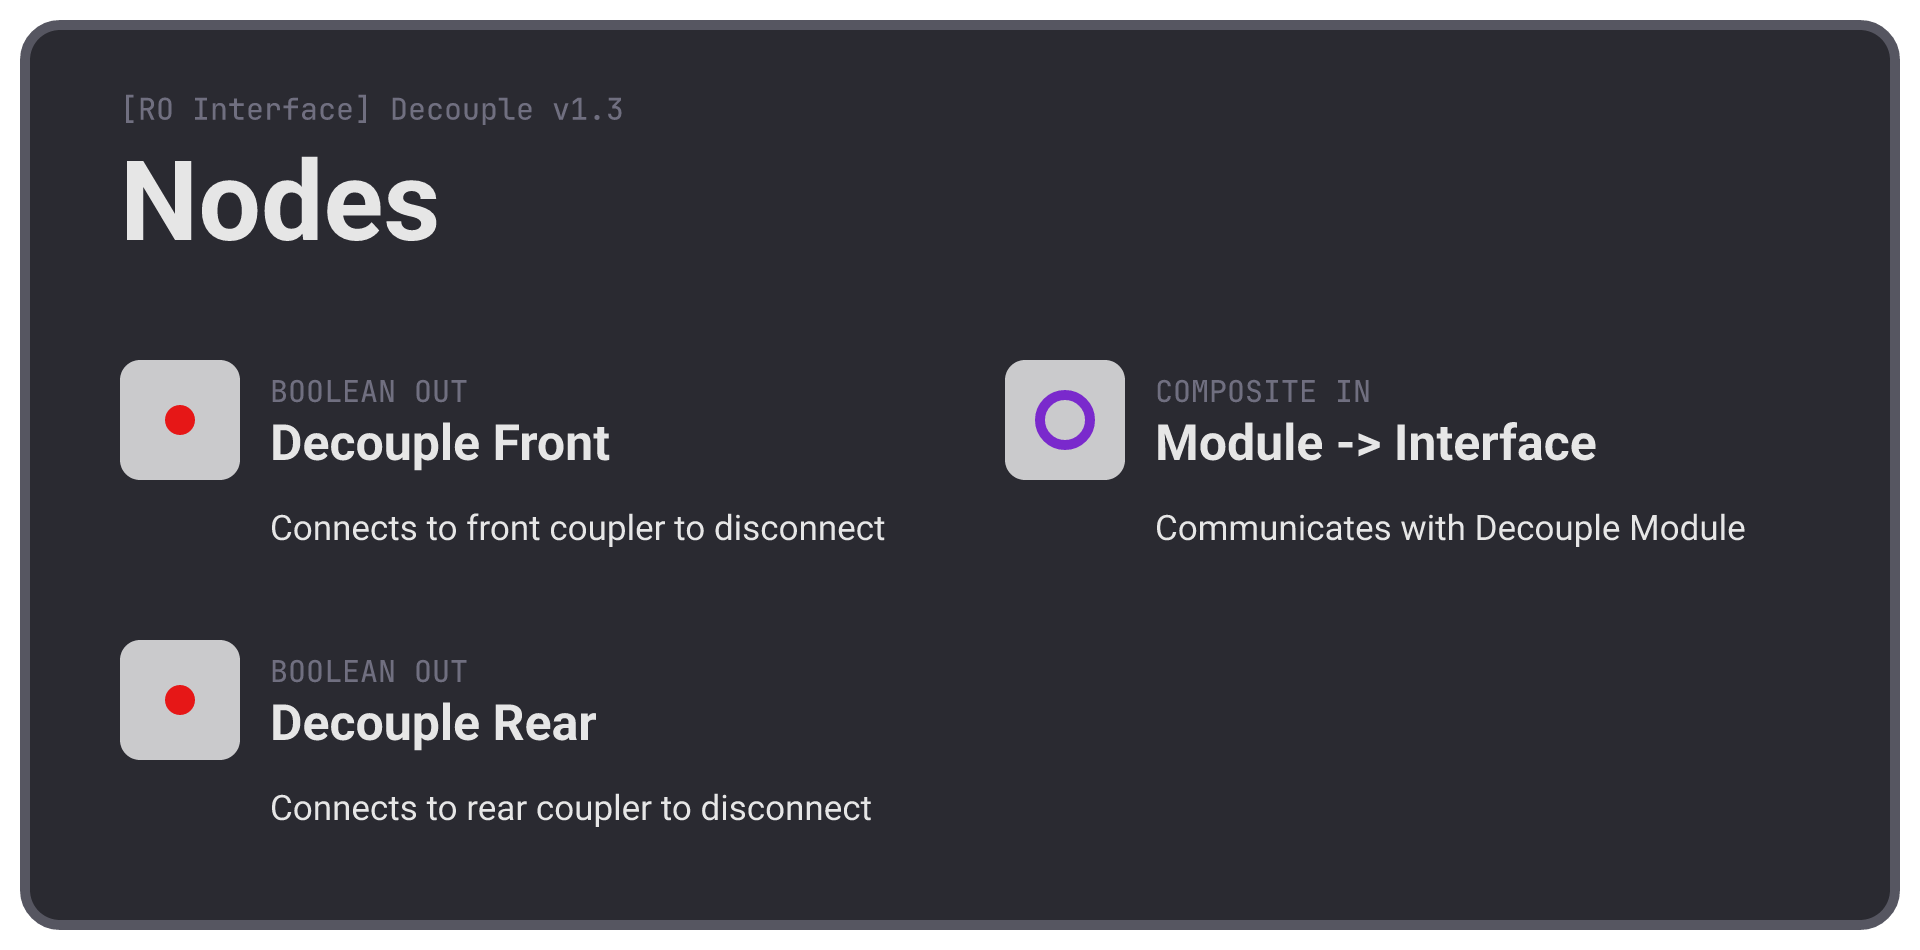 [RO Interface] Decouple v1.3
Nodes
BOOLEAN OUT
Decouple Front
Connects to front coupler to disconnect
COMPOSITE IN
Module -> Interface
Communicates with Decouple Module
BOOLEAN OUT
Decouple Rear
Connects to rear coupler to disconnect